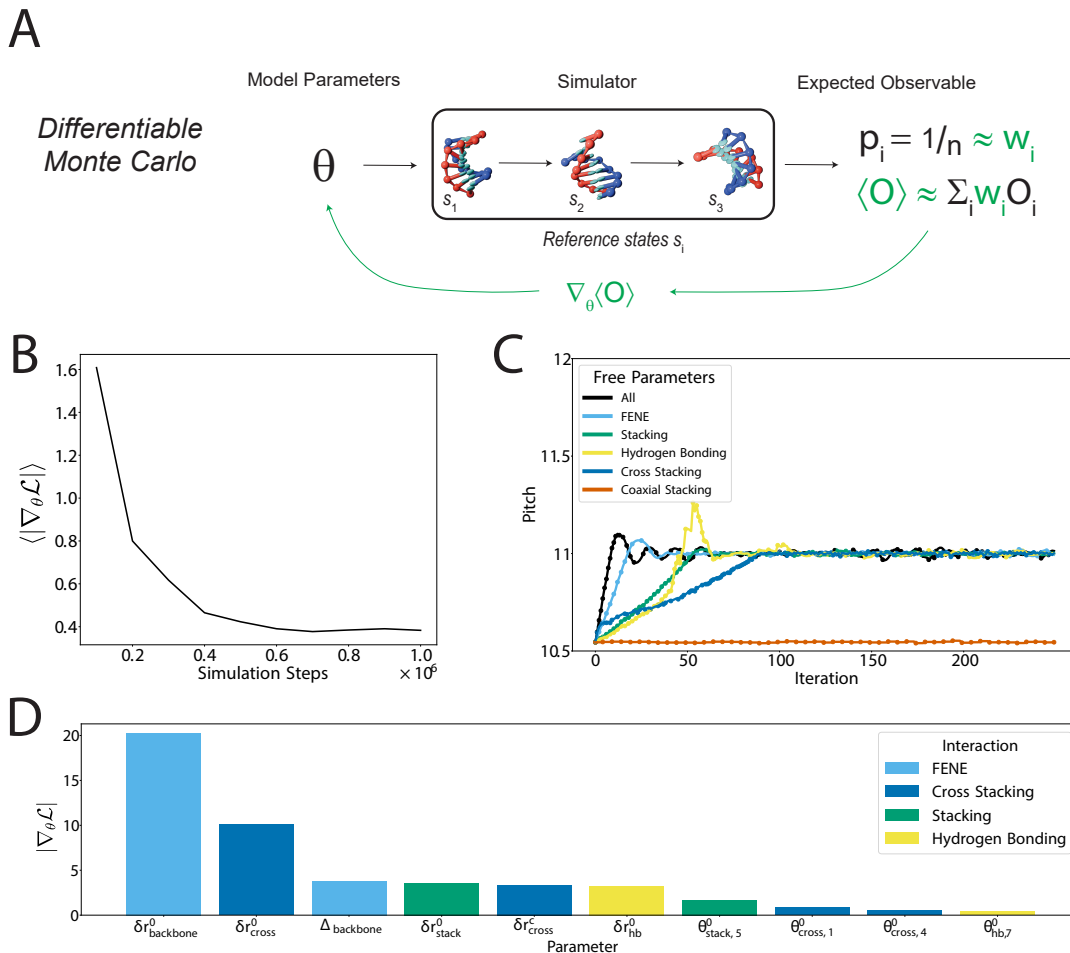 A
Model Parameters
Simulator
Expected Observable
Differentiable
Monte Carlo
θ
s1
s2
s3
pi = 1/n ≈ wi
⟨O⟩ ≈ ΣiwiOi
Reference states si
∇θ⟨O⟩
B
⟨|∇θℒ|⟩
1.6
1.4
1.2
1.0
0.8
0.6
0.4
0.2
0.4
0.6
0.8
1.0
Simulation Steps
× 10⁶
C
Pitch
12
11.5
11
10.5
Free Parameters
All
FENE
Stacking
Hydrogen Bonding
Cross Stacking
Coaxial Stacking
0
50
100
150
200
Iteration
D
|∇θℒ|
20
15
10
5
0
Interaction
FENE
Cross Stacking
Stacking
Hydrogen Bonding
δr⁰backbone
δr⁰cross
Δbackbone
δr⁰stack
δrᶜcross
δr⁰hb
θ⁰stack, 5
θ⁰cross, 1
θ⁰cross, 4
θ⁰hb,7
Parameter